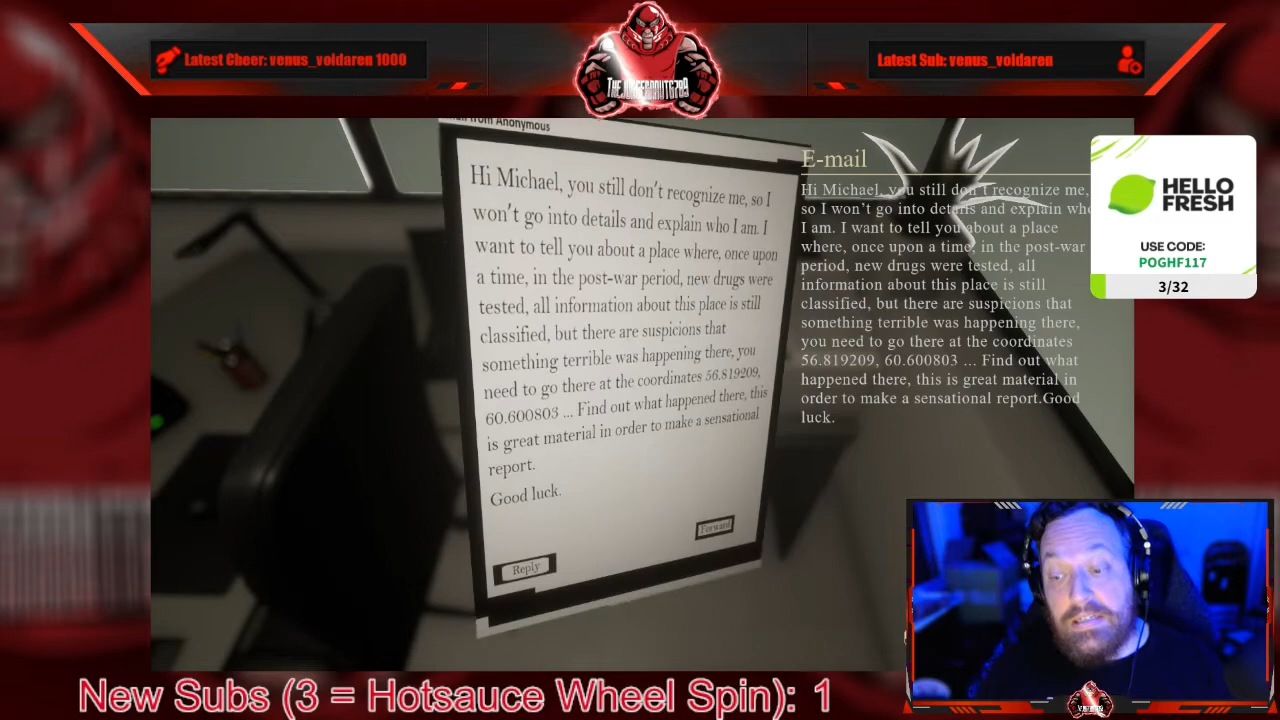 Latest Cheer: venus_voldaren 1000
Latest Sub: venus_voldaren
from Anonymous
Hi Michael, you still don't recognize me, so I
won't go into details and explain who I am. I
want to tell you about a place where, once upon
a time, in the post-war period, new drugs were
tested, all information about this place is still
classified, but there are suspicions that
something terrible was happening there, you
need to go there at the coordinates 56.819209,
60.600803 ... Find out what happened there, this
is great material in order to make a sensational
report.
Good luck.
Forward
Reply
E-mail
Hi Michael, you still don't recognize me,
so I won't go into details and explain who
I am. I want to tell you about a place
where, once upon a time, in the post-war
period, new drugs were tested, all
information about this place is still
classified, but there are suspicions that
something terrible was happening there,
you need to go there at the coordinates
56.819209, 60.600803 ... Find out what
happened there, this is great material in
order to make a sensational report.Good
luck.
HELLO
FRESH
USE CODE:
POGHF117
3/32
New Subs (3 = Hotsauce Wheel Spin): 1